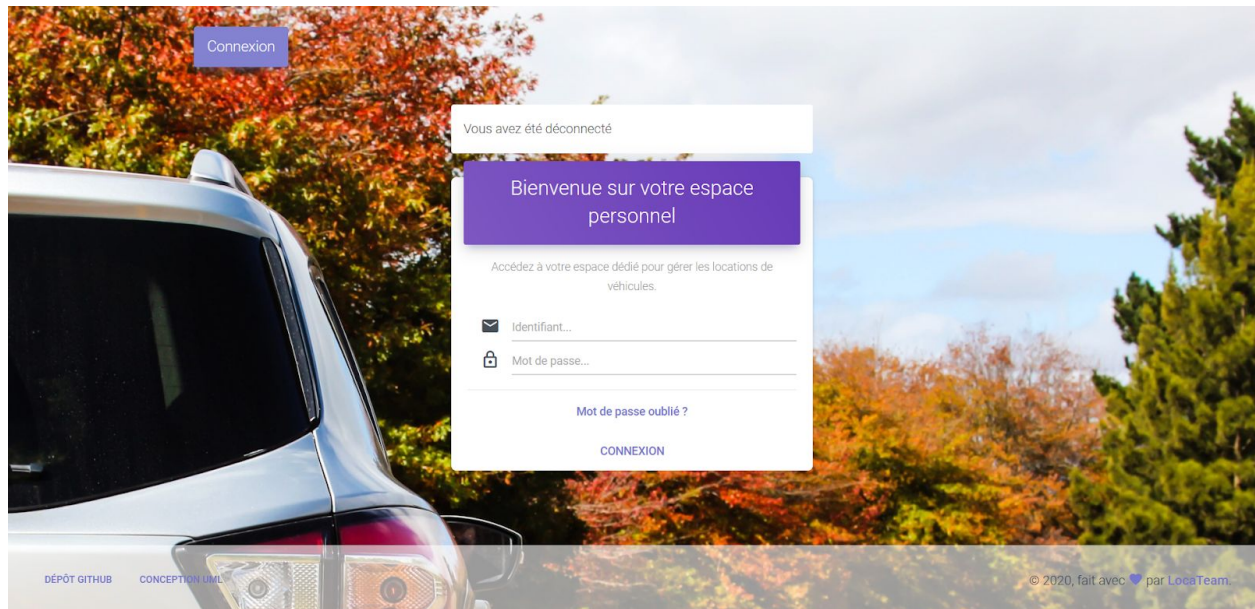 Connexion
Vous avez été déconnecté
Bienvenue sur votre espace
personnel
Accédez à votre espace dédié pour gérer les locations de
véhicules.
Identifiant...
Mot de passe...
Mot de passe oublié ?
CONNEXION
DÉPÔT GITHUB CONCEPTION UML
© 2020, fait avec par LocaTeam.